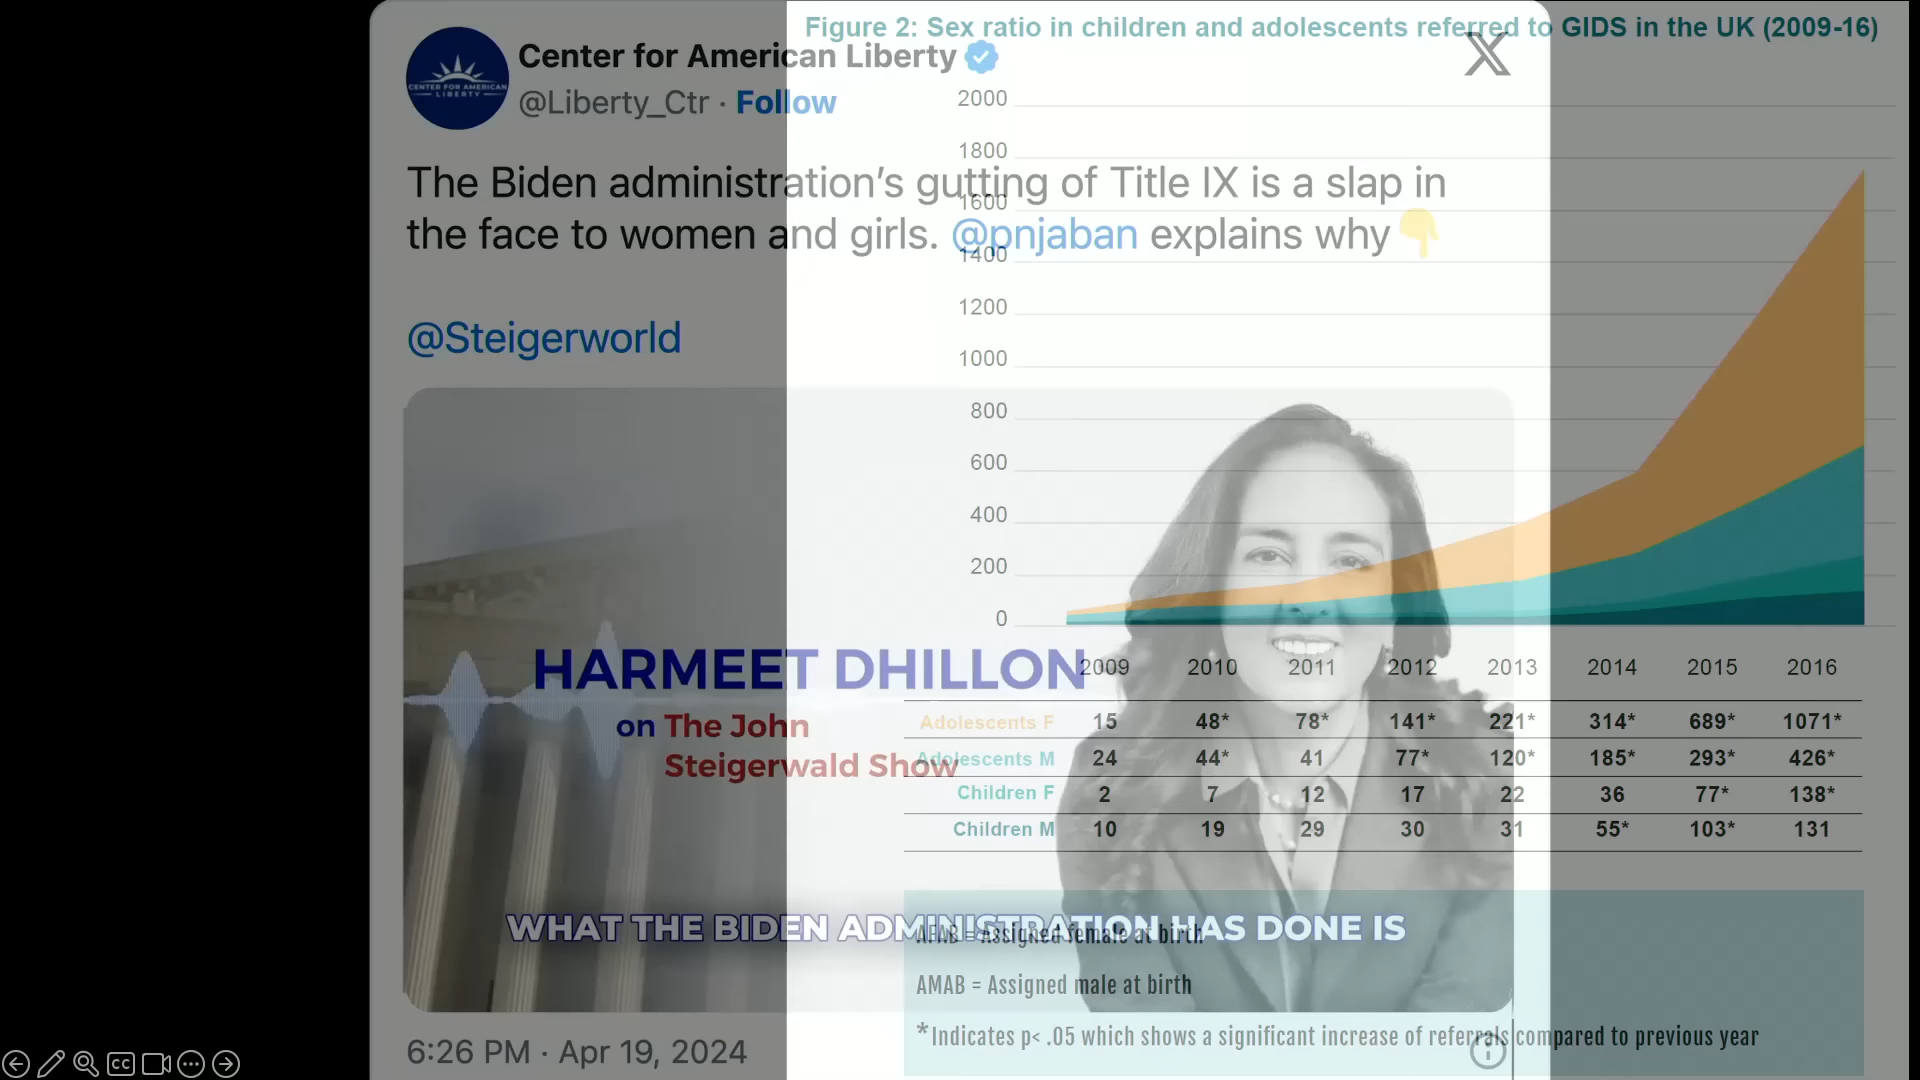 Figure 2: Sex ratio in children and adolescents referred to GIDS in the UK (2009-16)
Center for American Liberty
@Liberty_Ctr · Follow
CENTER FOR AMERICAN
LIBERTY
The Biden administration’s gutting of Title IX is a slap in
the face to women and girls. @pnjaban explains why👇
@Steigerworld
2000
1800
1600
1400
1200
1000
800
600
400
200
0
HARMEET DHILLON
on The John
Steigerwald Show
2009 2010 2011 2012 2013 2014 2015 2016
Adolescents F 15 48* 78* 141* 221* 314* 689* 1071*
Adolescents M 24 44* 41 77* 120* 185* 293* 426*
Children F 2 7 12 17 22 36 77* 138*
Children M 10 19 29 30 31 55* 103* 131
WHAT THE BIDEN ADMINISTRATION HAS DONE IS
AFAB = Assigned female at birth
AMAB = Assigned male at birth
*Indicates p< .05 which shows a significant increase of referrals compared to previous year
6:26 PM · Apr 19, 2024
CC